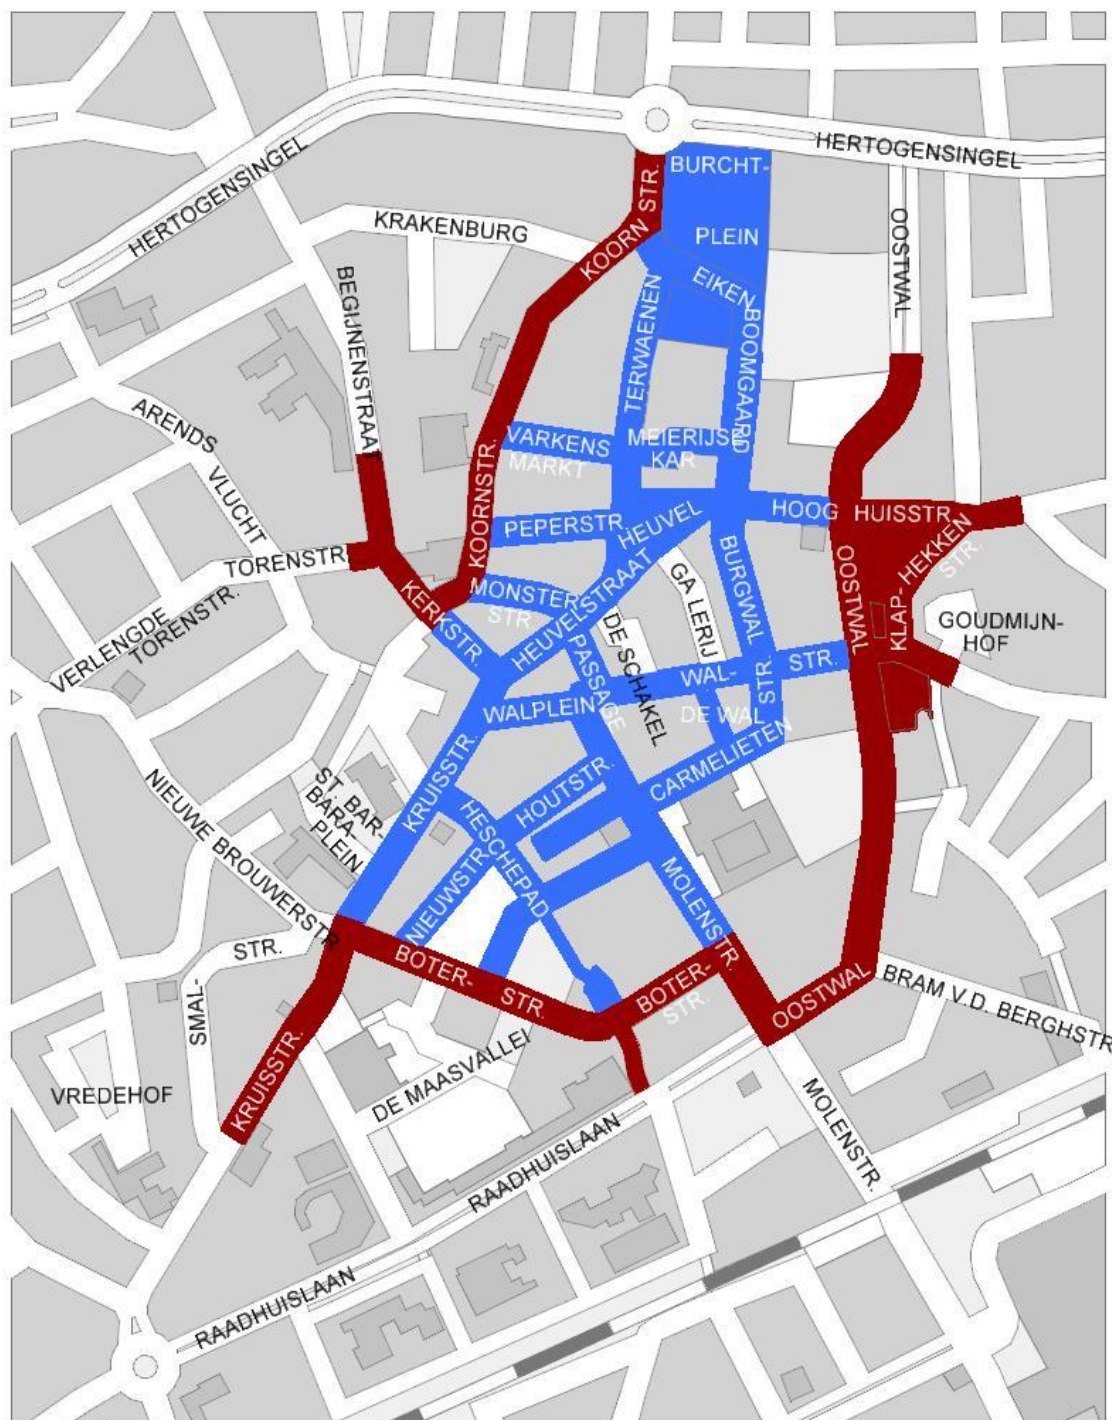 HERTOGENSINGEL
HERTOGENSINGEL
BURCHT-
PLEIN
KOORN STR.
KRAKENBURG
OOSTWAL
EIKEN
BOOMGAARD
TERWAENEN
BEGIJNENSTRAAT
ARENDS
VLUCHT
VARKENS
MARKT
MEIERIJSE
KAR
KOORNSTR.
PEPERSTR.
HEUVEL
HOOG
HUISSTR.
KLAP-
HEKKEN
STR.
OOSTWAL
GOUDMIJN-
HOF
TORENSTR.
VERLENGDE
TORENSTR.
KERKSTR.
MONSTER
STR.
HEUVELSTRAAT
GA LERIJ
BURGWAL
STR.
DE SCHAKEL
PASSAGE
WAL-
STR.
WALPLEIN
DE WAL
CARMELIETEN
KRUISSTR.
HOUTSTR.
HESCHEPAD
NIEUWSTR.
ST. BAR-
BARA-
PLEIN
NIEUWE BROUWERSTR.
SMAL-
STR.
MOLENSTR.
BOTER-
STR.
BOTER-
STR.
OOSTWAL
BRAM V.D. BERGHSTR
KRUISSTR.
DE MAASVALLEI
VREDEHOF
RAADHUISLAAN
MOLENSTR.
RAADHUISLAAN